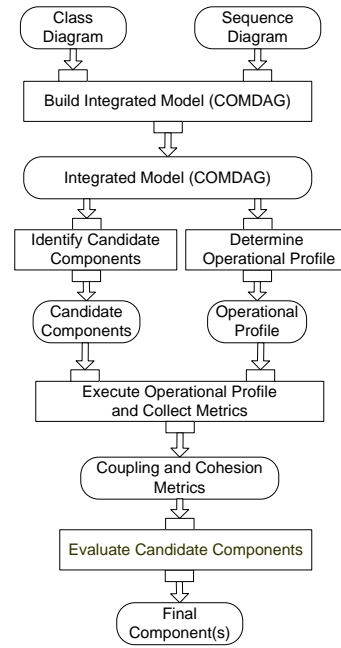 Class
Diagram
Sequence
Diagram
Build Integrated Model (COMDAG)
Integrated Model (COMDAG)
Identify Candidate
Components
Determine
Operational Profile
Candidate
Components
Operational
Profile
Execute Operational Profile
and Collect Metrics
Coupling and Cohesion
Metrics
Evaluate Candidate Components
Final
Component(s)